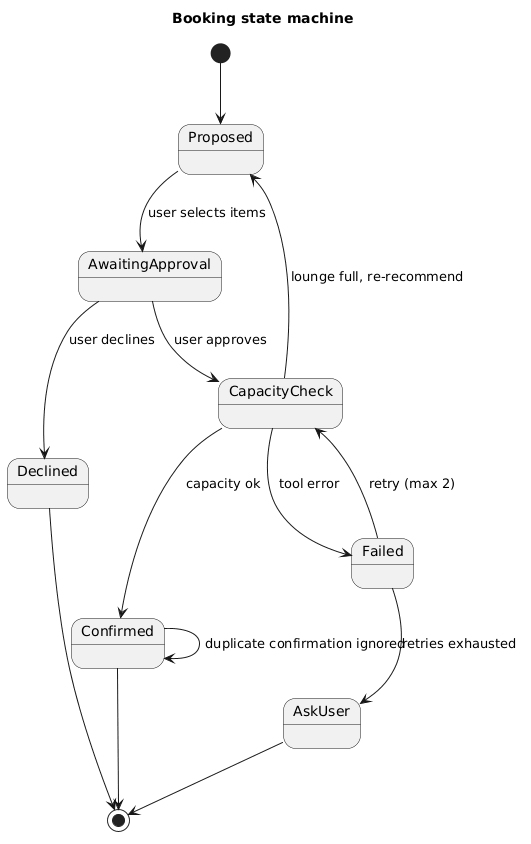 Booking state machine
Proposed
user selects items
AwaitingApproval
lounge full, re-recommend
user declines
user approves
CapacityCheck
Declined
capacity ok
tool error
retry (max 2)
Failed
Confirmed
duplicate confirmation ignored
retries exhausted
AskUser